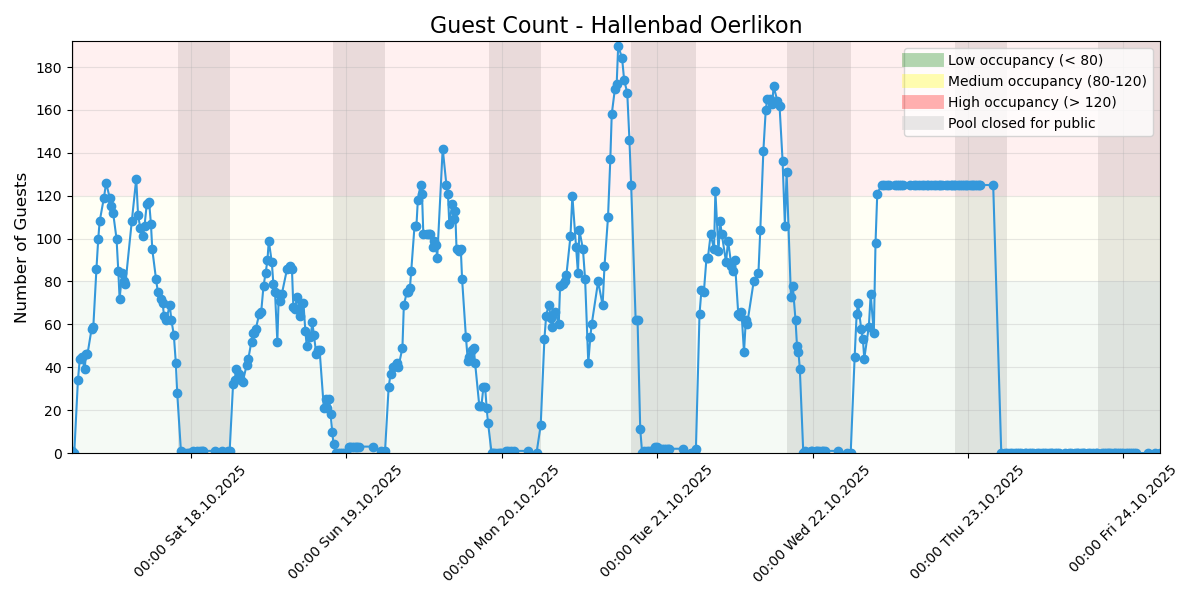 Guest Count - Hallenbad Oerlikon
Number of Guests
180
160
140
120
100
80
60
40
20
0
Low occupancy (< 80)
Medium occupancy (80-120)
High occupancy (> 120)
Pool closed for public
00:00 Sat 18.10.2025
00:00 Sun 19.10.2025
00:00 Mon 20.10.2025
00:00 Tue 21.10.2025
00:00 Wed 22.10.2025
00:00 Thu 23.10.2025
00:00 Fri 24.10.2025